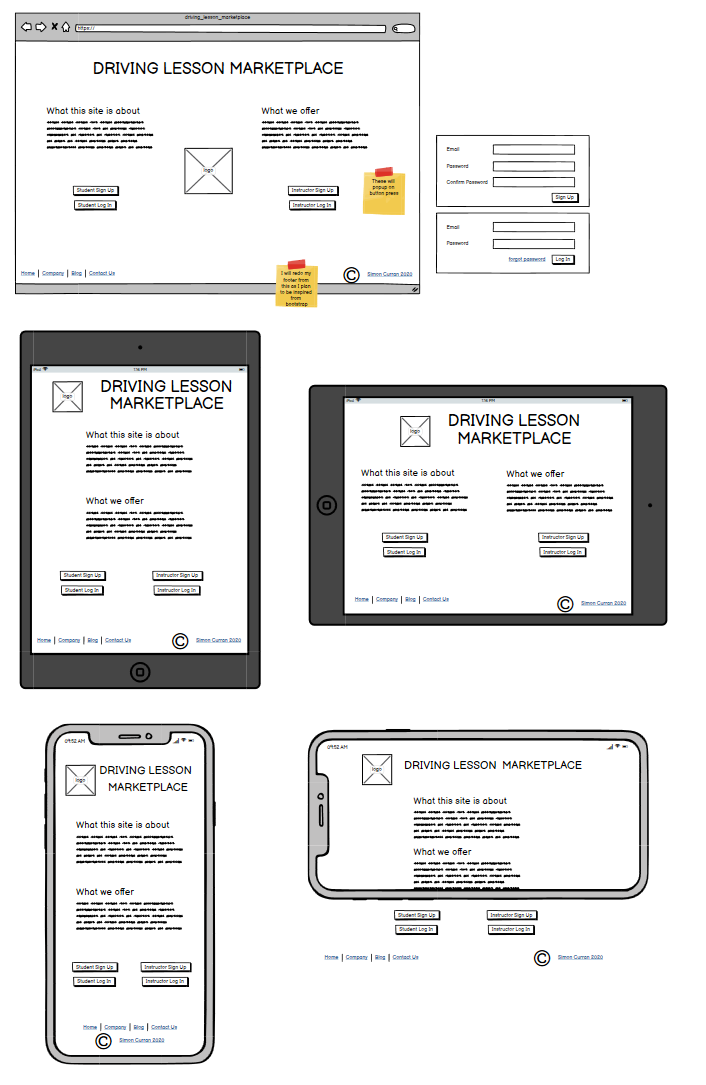 driving_lesson_marketplace
https://
DRIVING LESSON MARKETPLACE
What this site is about
What we offer
logo
Student Sign Up
Student Log In
Instructor Sign Up
Instructor Log In
These will
popup on
button press
Home | Company | Blog | Contact Us
I will redo my
footer from
this as I plan
to be inspired
from
bootstrap
© Simon Curran 2020
Email
Password
Confirm Password
Sign Up
Email
Password
forgot password
Log In
iPad
1:16 PM
logo
DRIVING LESSON
MARKETPLACE
What this site is about
What we offer
Student Sign Up
Instructor Sign Up
Student Log In
Instructor Log In
Home | Company | Blog | Contact Us
© Simon Curran 2020
iPad
1:16 PM
logo
DRIVING LESSON
MARKETPLACE
What this site is about
What we offer
Student Sign Up
Instructor Sign Up
Student Log In
Instructor Log In
Home | Company | Blog | Contact Us
© Simon Curran 2020
09:52 AM
logo
DRIVING LESSON
MARKETPLACE
What this site is about
What we offer
Student Sign Up
Instructor Sign Up
Student Log In
Instructor Log In
Home | Company | Blog | Contact Us
© Simon Curran 2020
09:52 AM
logo
DRIVING LESSON MARKETPLACE
What this site is about
What we offer
Student Sign Up
Instructor Sign Up
Student Log In
Instructor Log In
Home | Company | Blog | Contact Us
© Simon Curran 2020